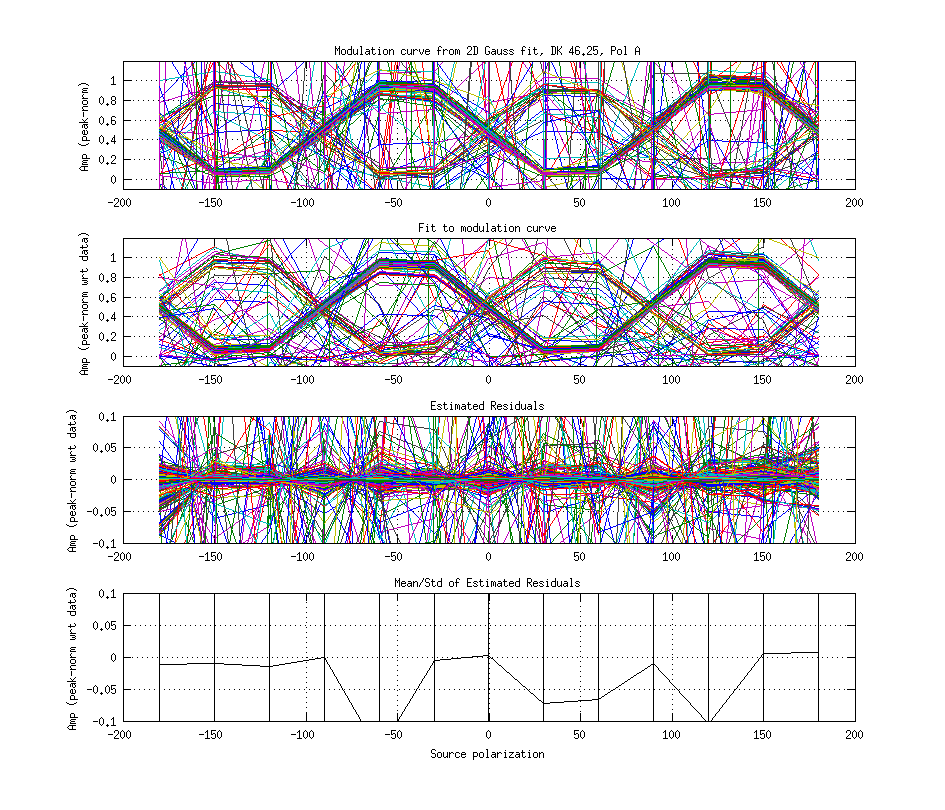 Modulation curve from 2D Gauss fit, DK 46.25, Pol A
Amp (peak-norm)
1
0.8
0.6
0.4
0.2
0
-200 -150 -100 -50 0 50 100 150 200
Fit to modulation curve
Amp (peak-norm wrt data)
1
0.8
0.6
0.4
0.2
0
-200 -150 -100 -50 0 50 100 150 200
Estimated Residuals
Amp (peak-norm wrt data)
0.1
0.05
0
-0.05
-0.1
-200 -150 -100 -50 0 50 100 150 200
Mean/Std of Estimated Residuals
Amp (peak-norm wrt data)
0.1
0.05
0
-0.05
-0.1
-200 -150 -100 -50 0 50 100 150 200
Source polarization